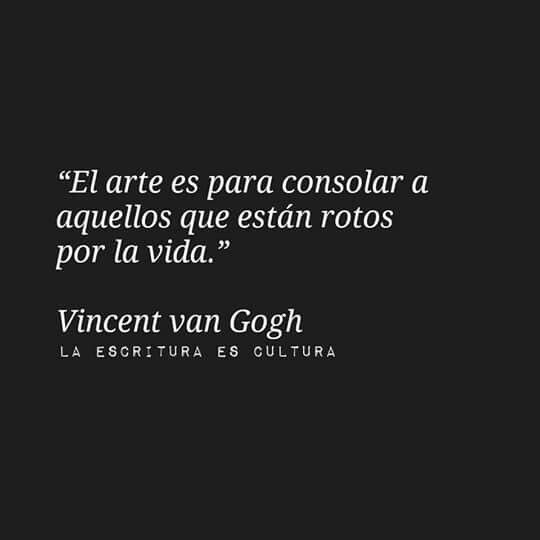 “El arte es para consolar a
aquellos que están rotos
por la vida.”
Vincent van Gogh
LA ESCRITURA ES CULTURA